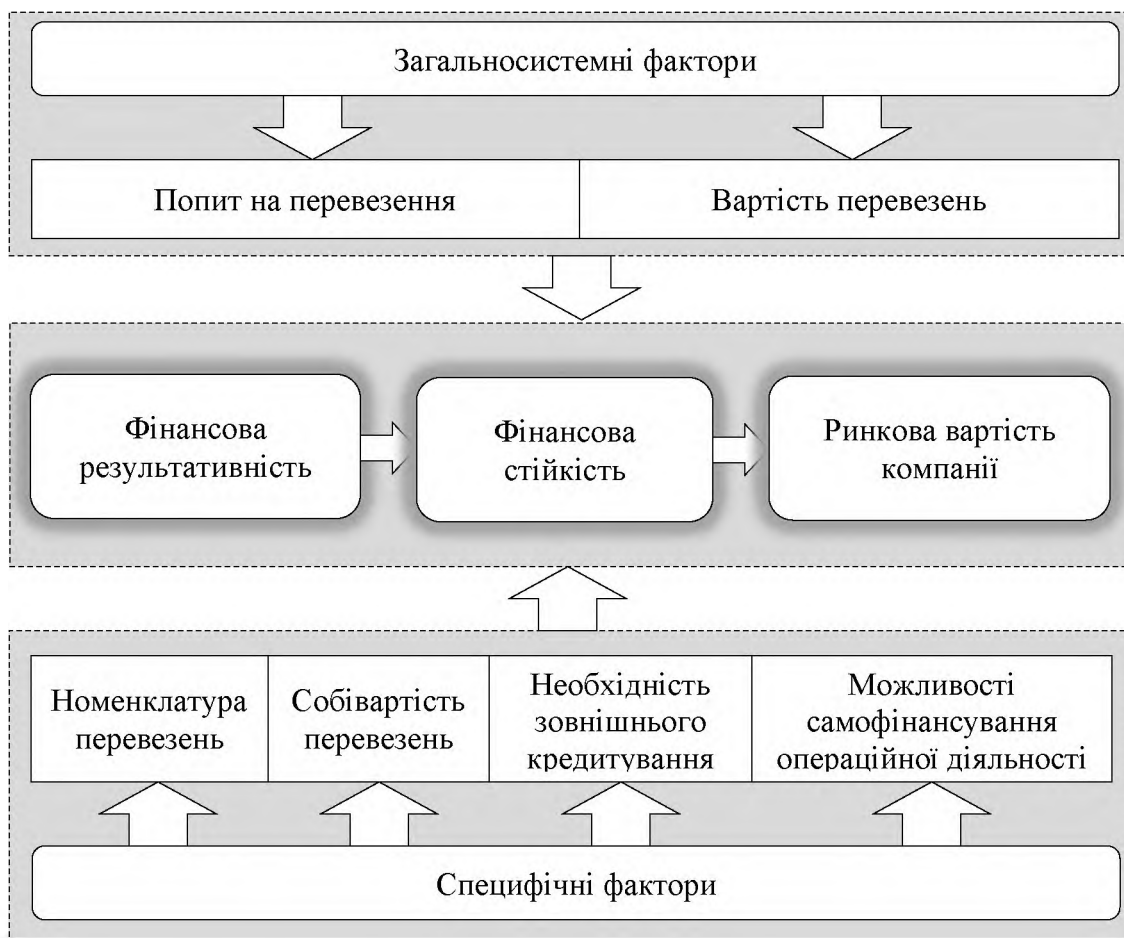 Загальносистемні фактори
Попит на перевезення
Вартість перевезень
Фінансова
результативність
Фінансова
стійкість
Ринкова вартість
компанії
Номенклатура
перевезень
Собівартість
перевезень
Необхідність
зовнішнього
кредитування
Можливості
самофінансування
операційної діяльності
Специфічні фактори